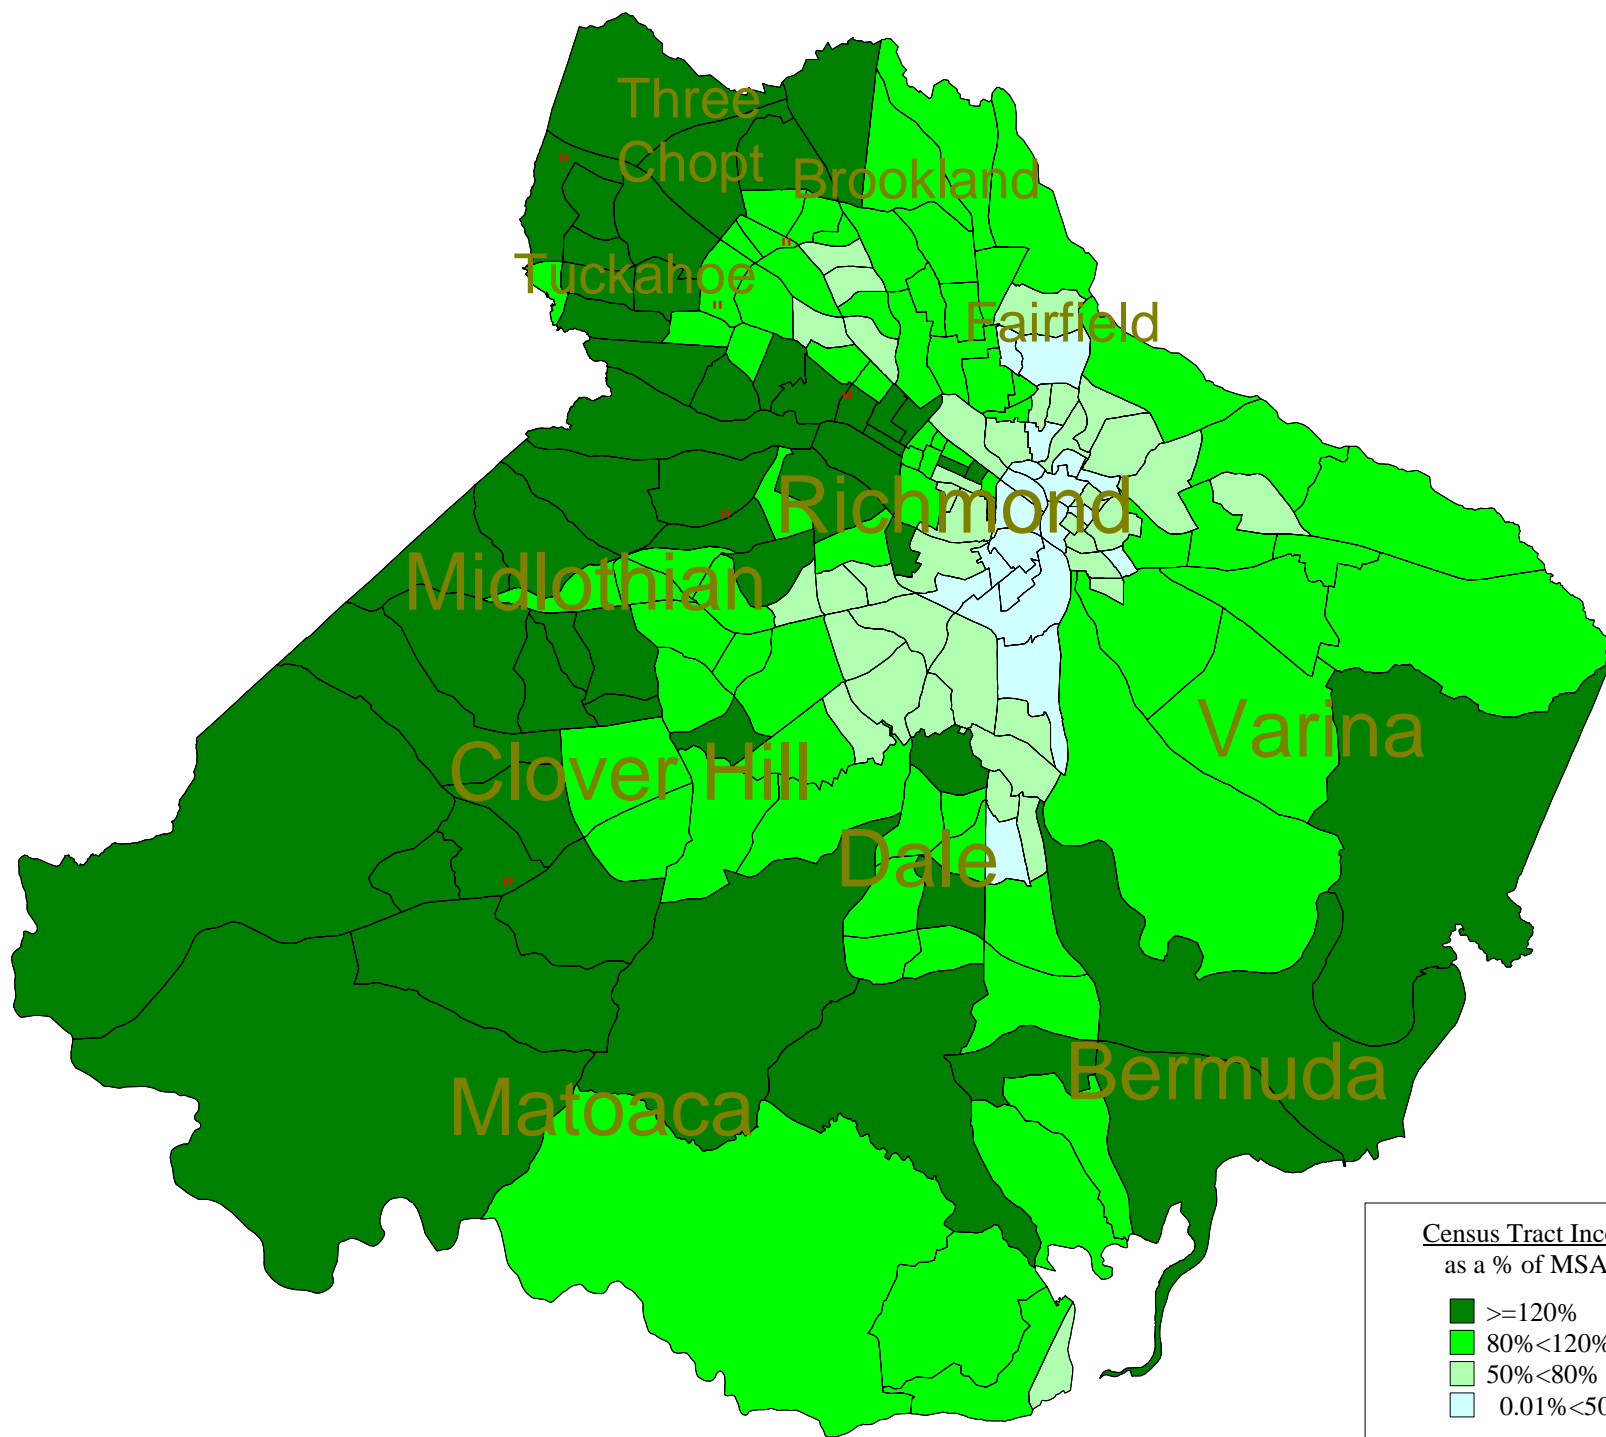 Three
Chopt
Brookland
Tuckahoe
Fairfield
Richmond
Midlothian
Varina
Clover Hill
Dale
Bermuda
Matoaca
Census Tract Inc
as a % of MSA
>=120%
80%<120%
50%<80%
0.01%<50